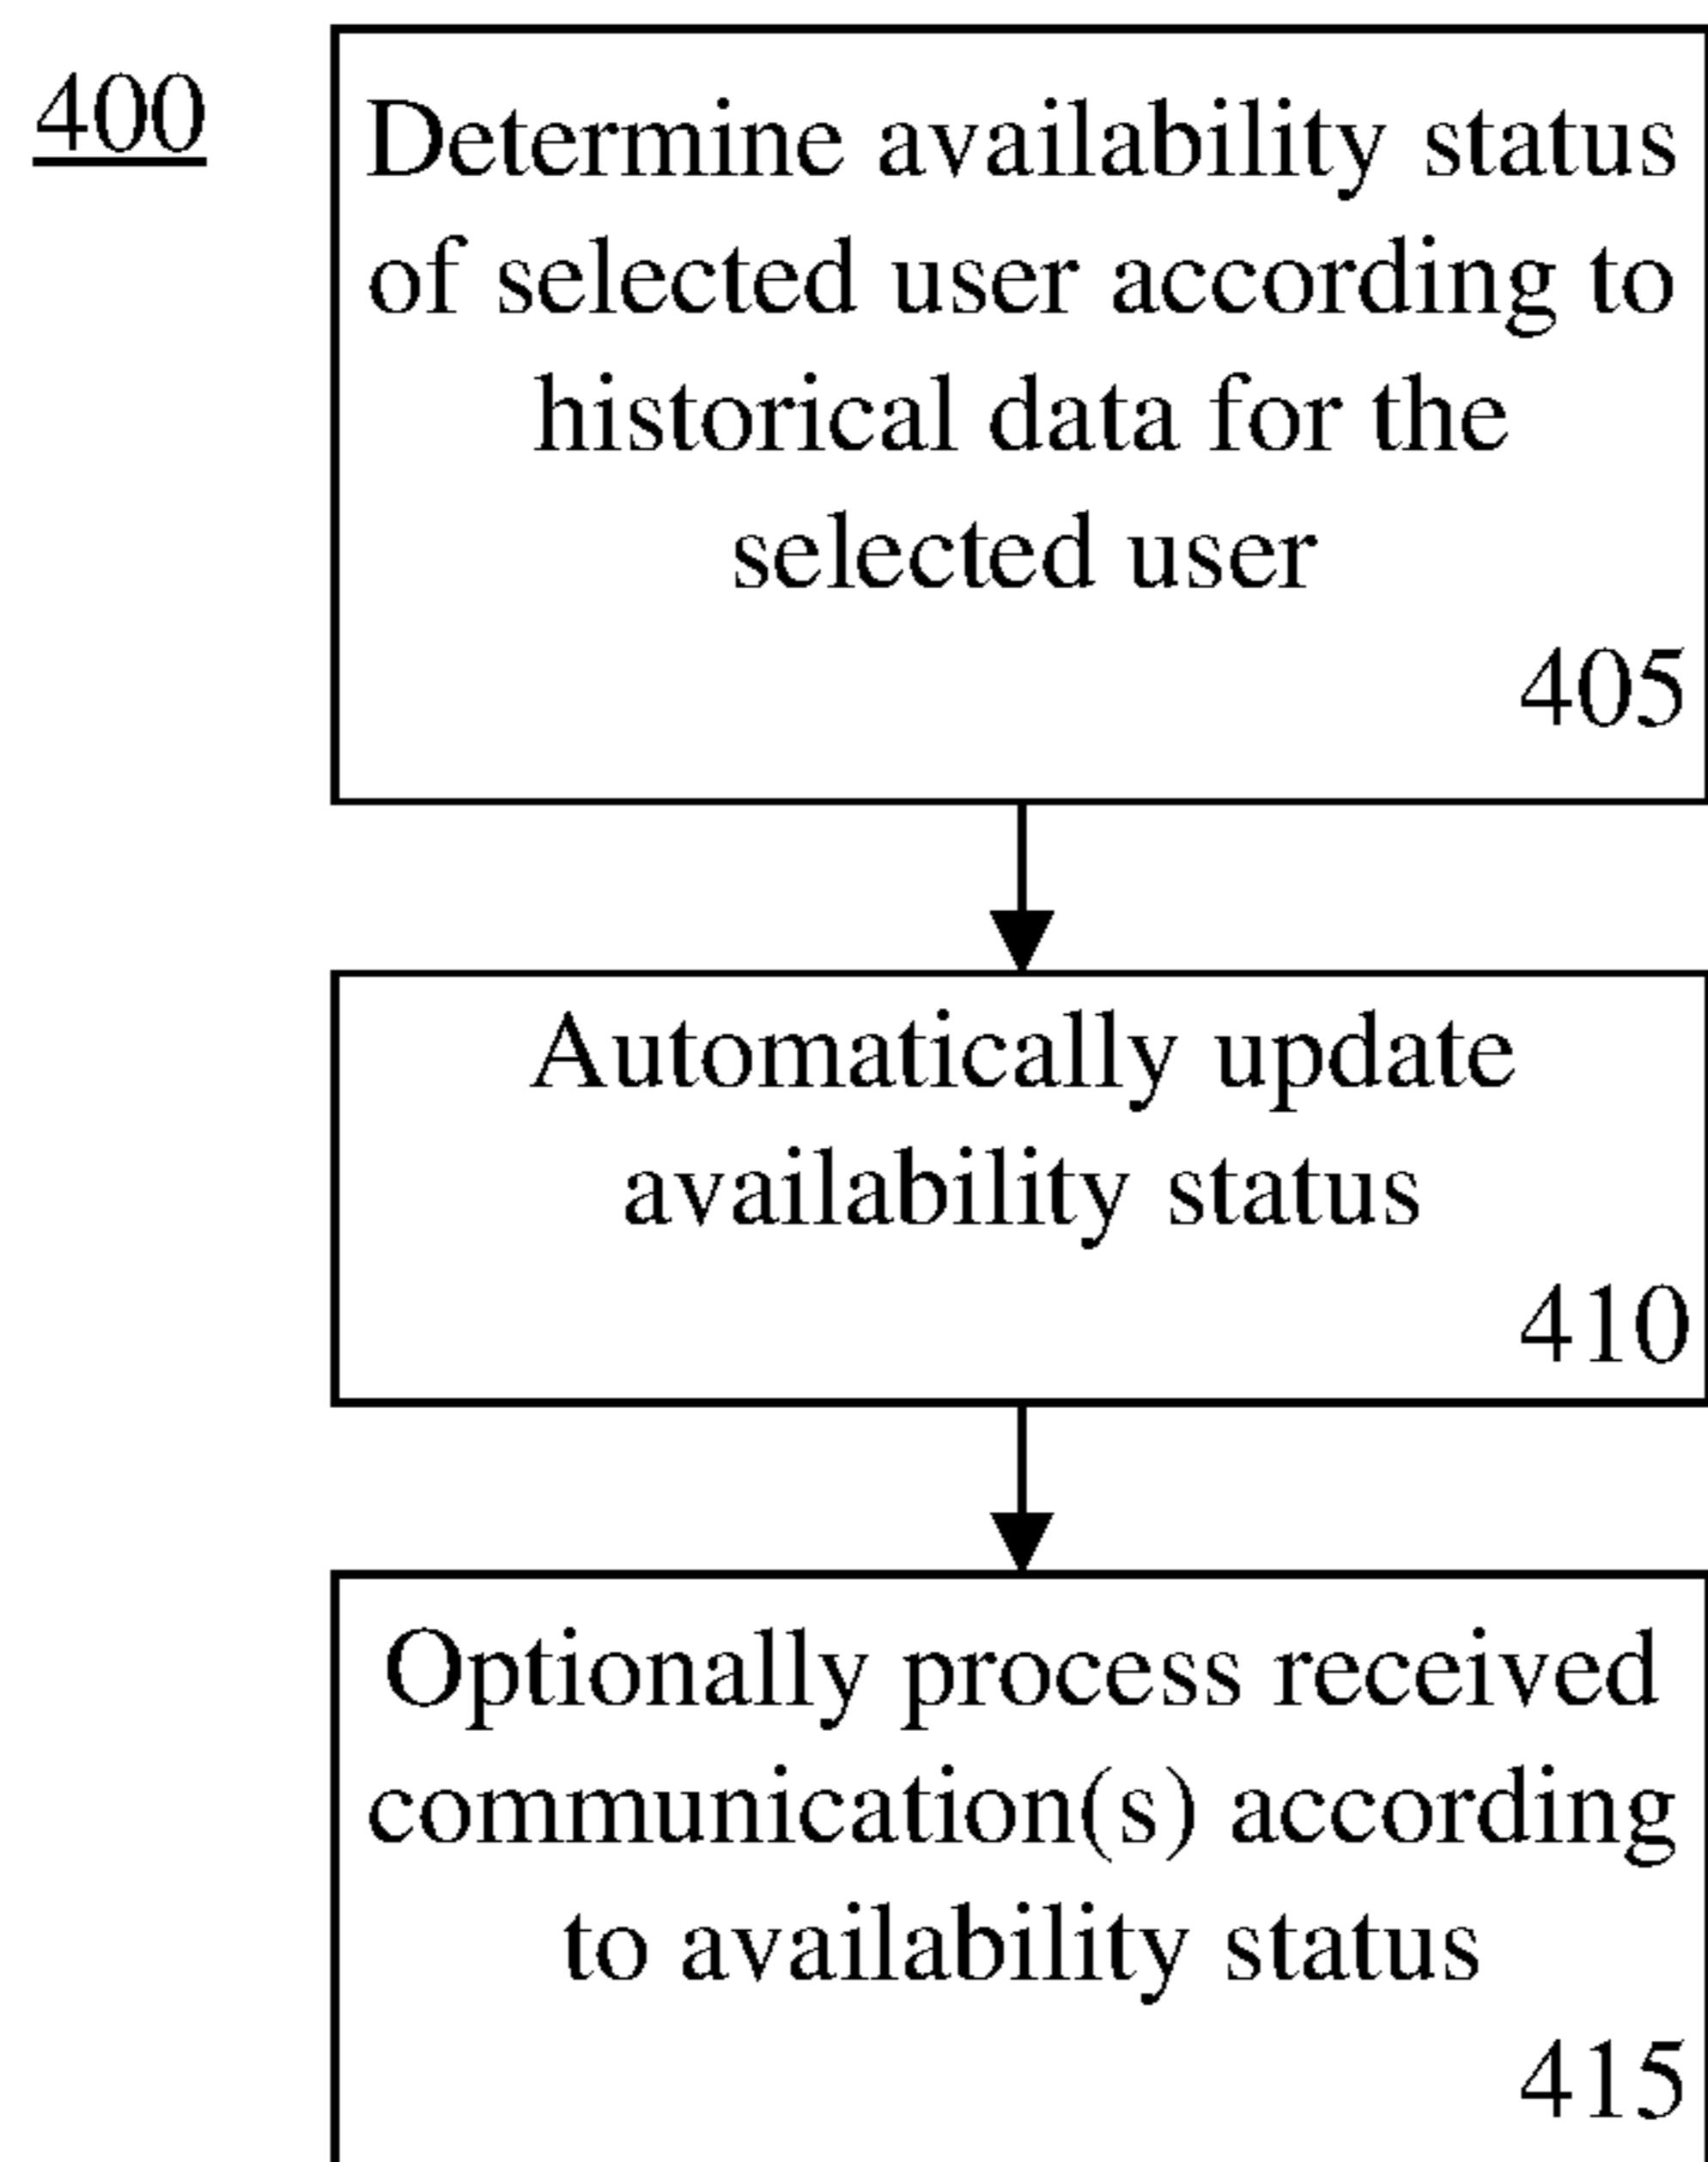 400
Determine availability status
of selected user according to
historical data for the
selected user
405
Automatically update
availability status
410
Optionally process received
communication(s) according
to availability status
415